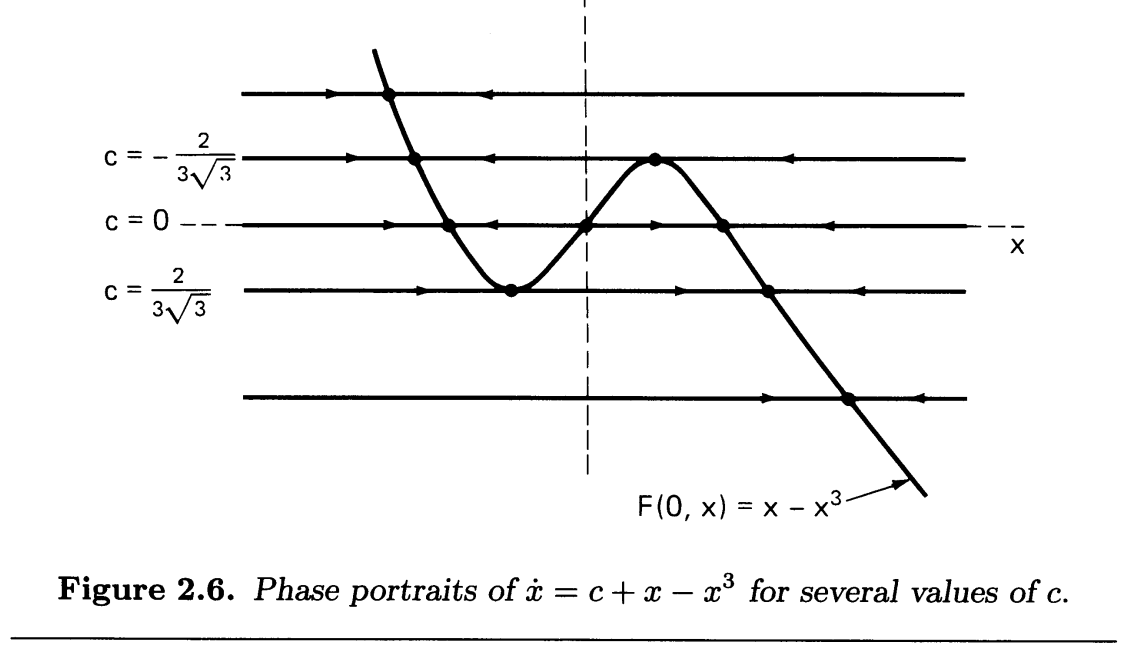 c = - 2/(3√3)
c = 0
x
c = 2/(3√3)
F(0, x) = x − x³
Figure 2.6. Phase portraits of ẋ = c + x − x³ for several values of c.